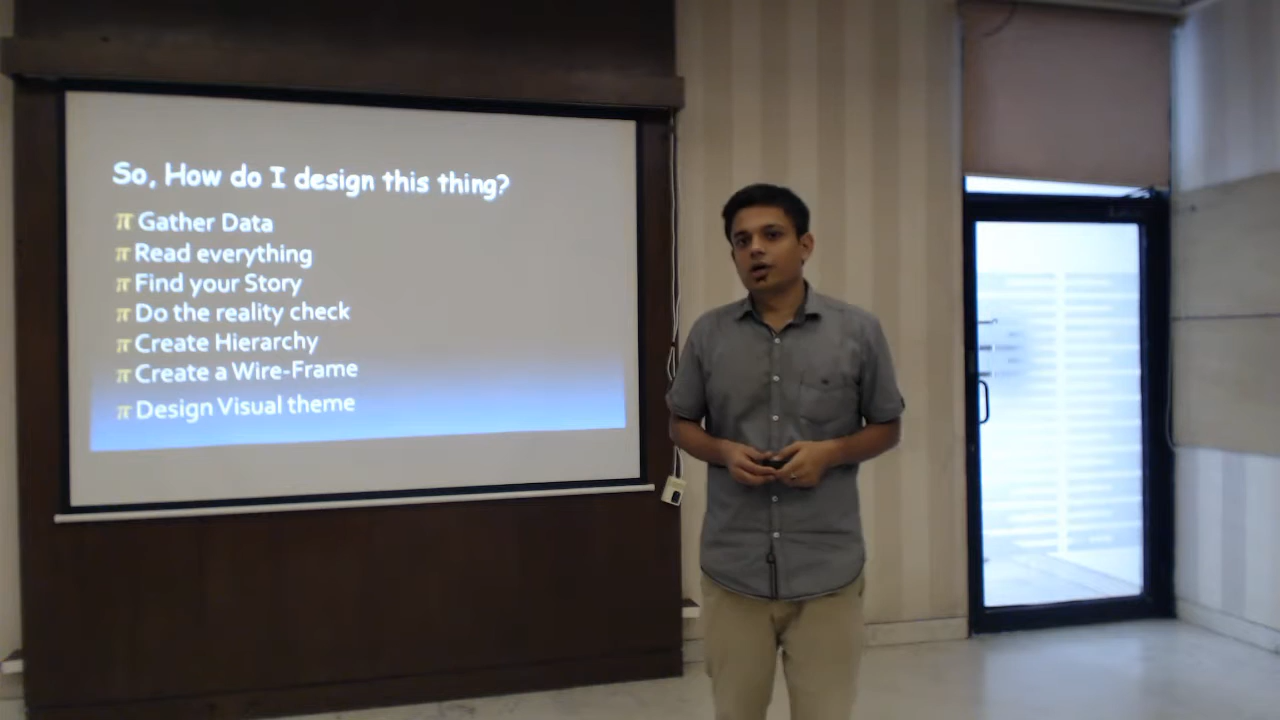 So, How do I design this thing?
π Gather Data
π Read everything
π Find your Story
π Do the reality check
π Create Hierarchy
π Create a Wire-Frame
π Design Visual theme